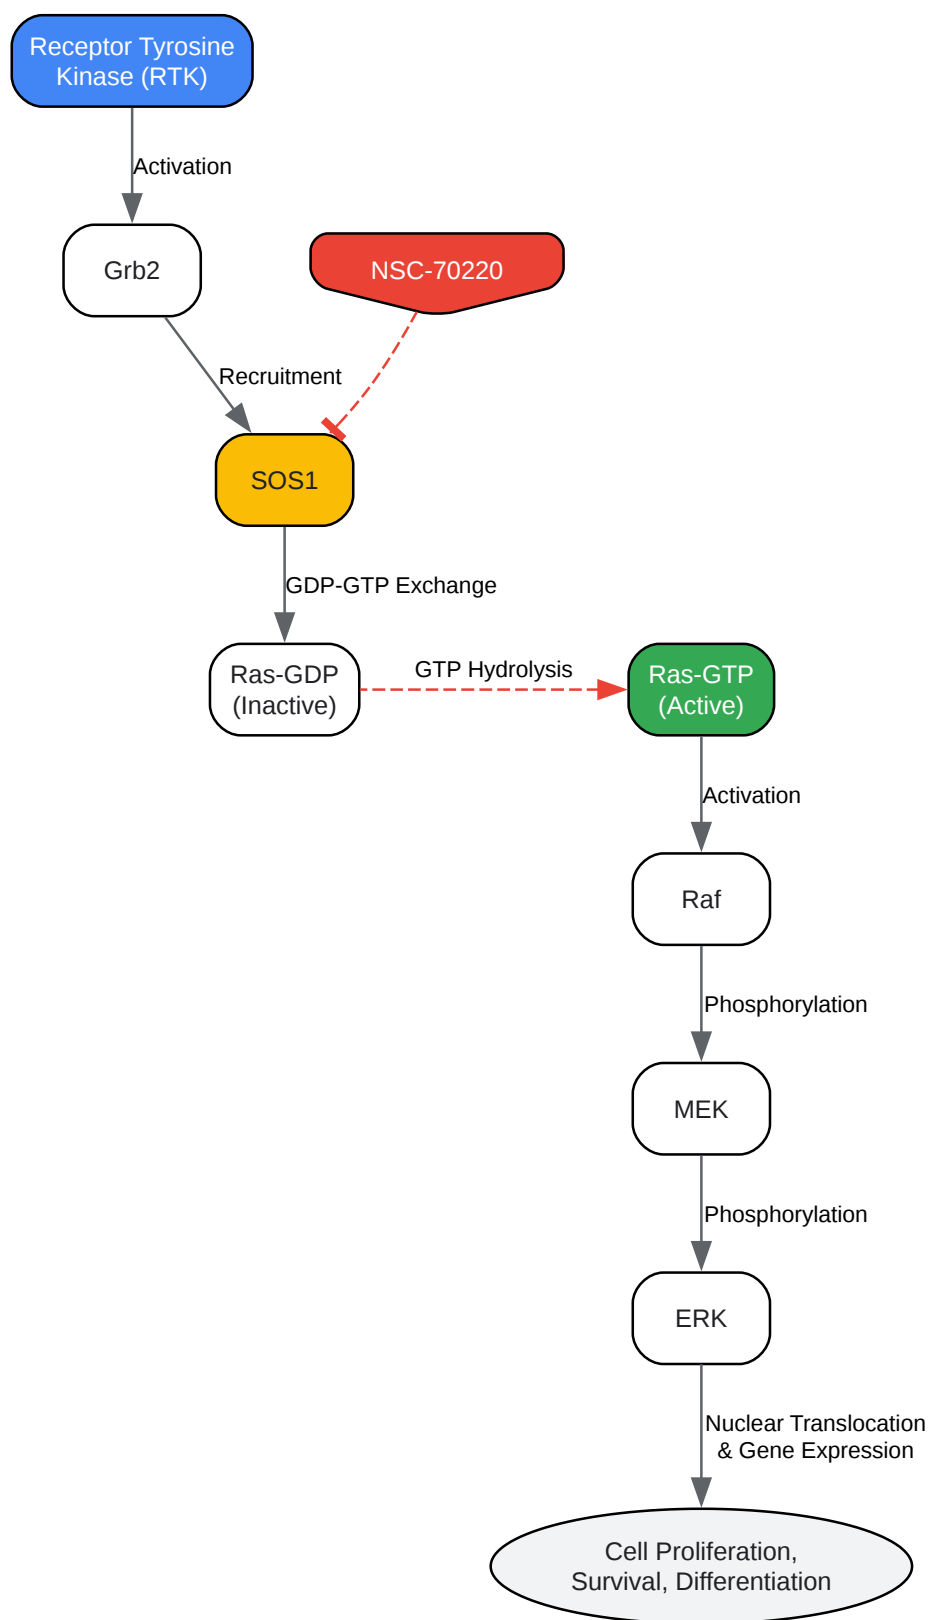 Receptor Tyrosine
Kinase (RTK)
Activation
Grb2
NSC-70220
Recruitment
SOS1
GDP-GTP Exchange
Ras-GDP
(Inactive)
GTP Hydrolysis
Ras-GTP
(Active)
Activation
Raf
Phosphorylation
MEK
Phosphorylation
ERK
Nuclear Translocation
& Gene Expression
Cell Proliferation,
Survival, Differentiation